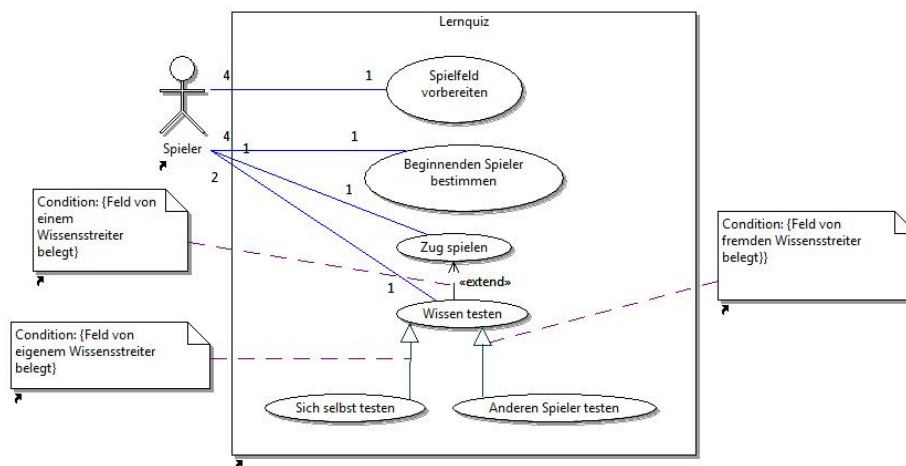 Lernquiz
4
1
Spielfeld
vorbereiten
Spieler
4
1
1
2
Beginnenden Spieler
bestimmen
1
Condition: {Feld von
einem
Wissensstreiter
belegt}
Condition: {Feld von
fremden Wissensstreiter
belegt}}
Zug spielen
«extend»
1
Wissen testen
Condition: {Feld von
eigenem Wissensstreiter
belegt}
Sich selbst testen
Anderen Spieler testen